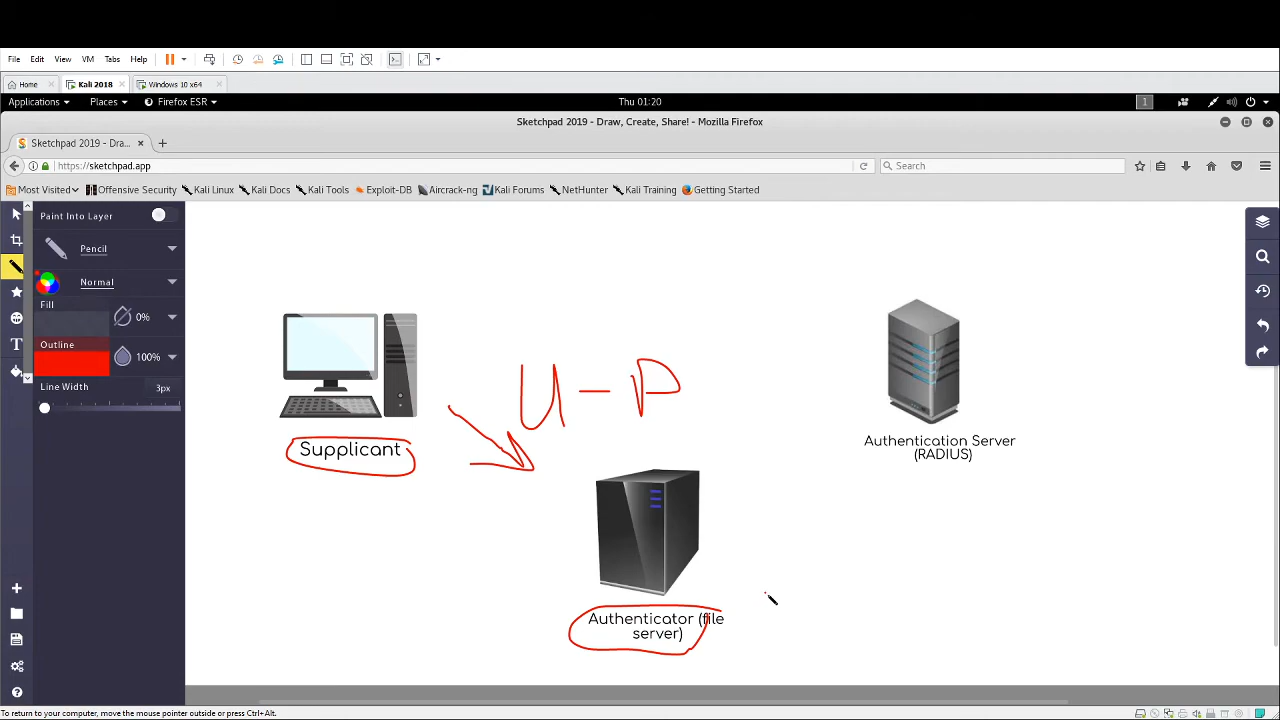 File Edit View VM Tabs Help
Home Kali 2018 Windows 10 x64
Applications Places Firefox ESR Thu 01:20 1
Sketchpad 2019 - Draw, Create, Share! - Mozilla Firefox
Sketchpad 2019 - Dra...
https://sketchpad.app Search
Most Visited Offensive Security Kali Linux Kali Docs Kali Tools Exploit-DB Aircrack-ng Kali Forums NetHunter Kali Training Getting Started
Paint Into Layer
Pencil
Normal
Fill
0%
Outline
100%
Line Width 3px
U - P
Supplicant
Authentication Server
(RADIUS)
Authenticator (file
server)
To return to your computer, move the mouse pointer outside or press Ctrl+Alt.